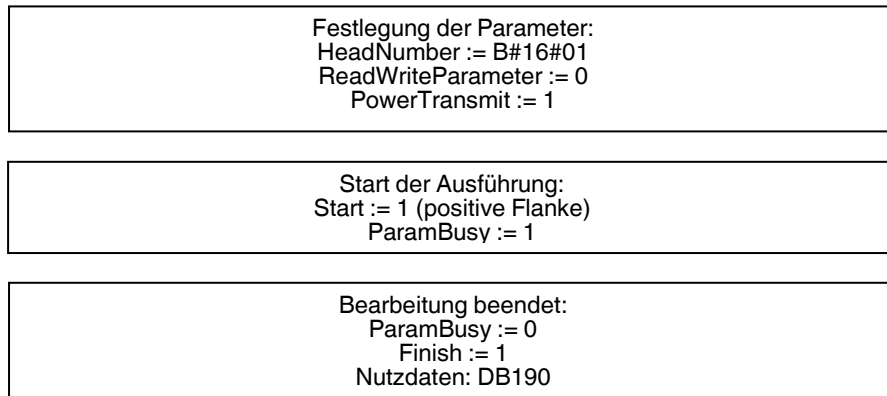 Festlegung der Parameter:
HeadNumber := B#16#01
ReadWriteParameter := 0
PowerTransmit := 1
Start der Ausführung:
Start := 1 (positive Flanke)
ParamBusy := 1
Bearbeitung beendet:
ParamBusy := 0
Finish := 1
Nutzdaten: DB190